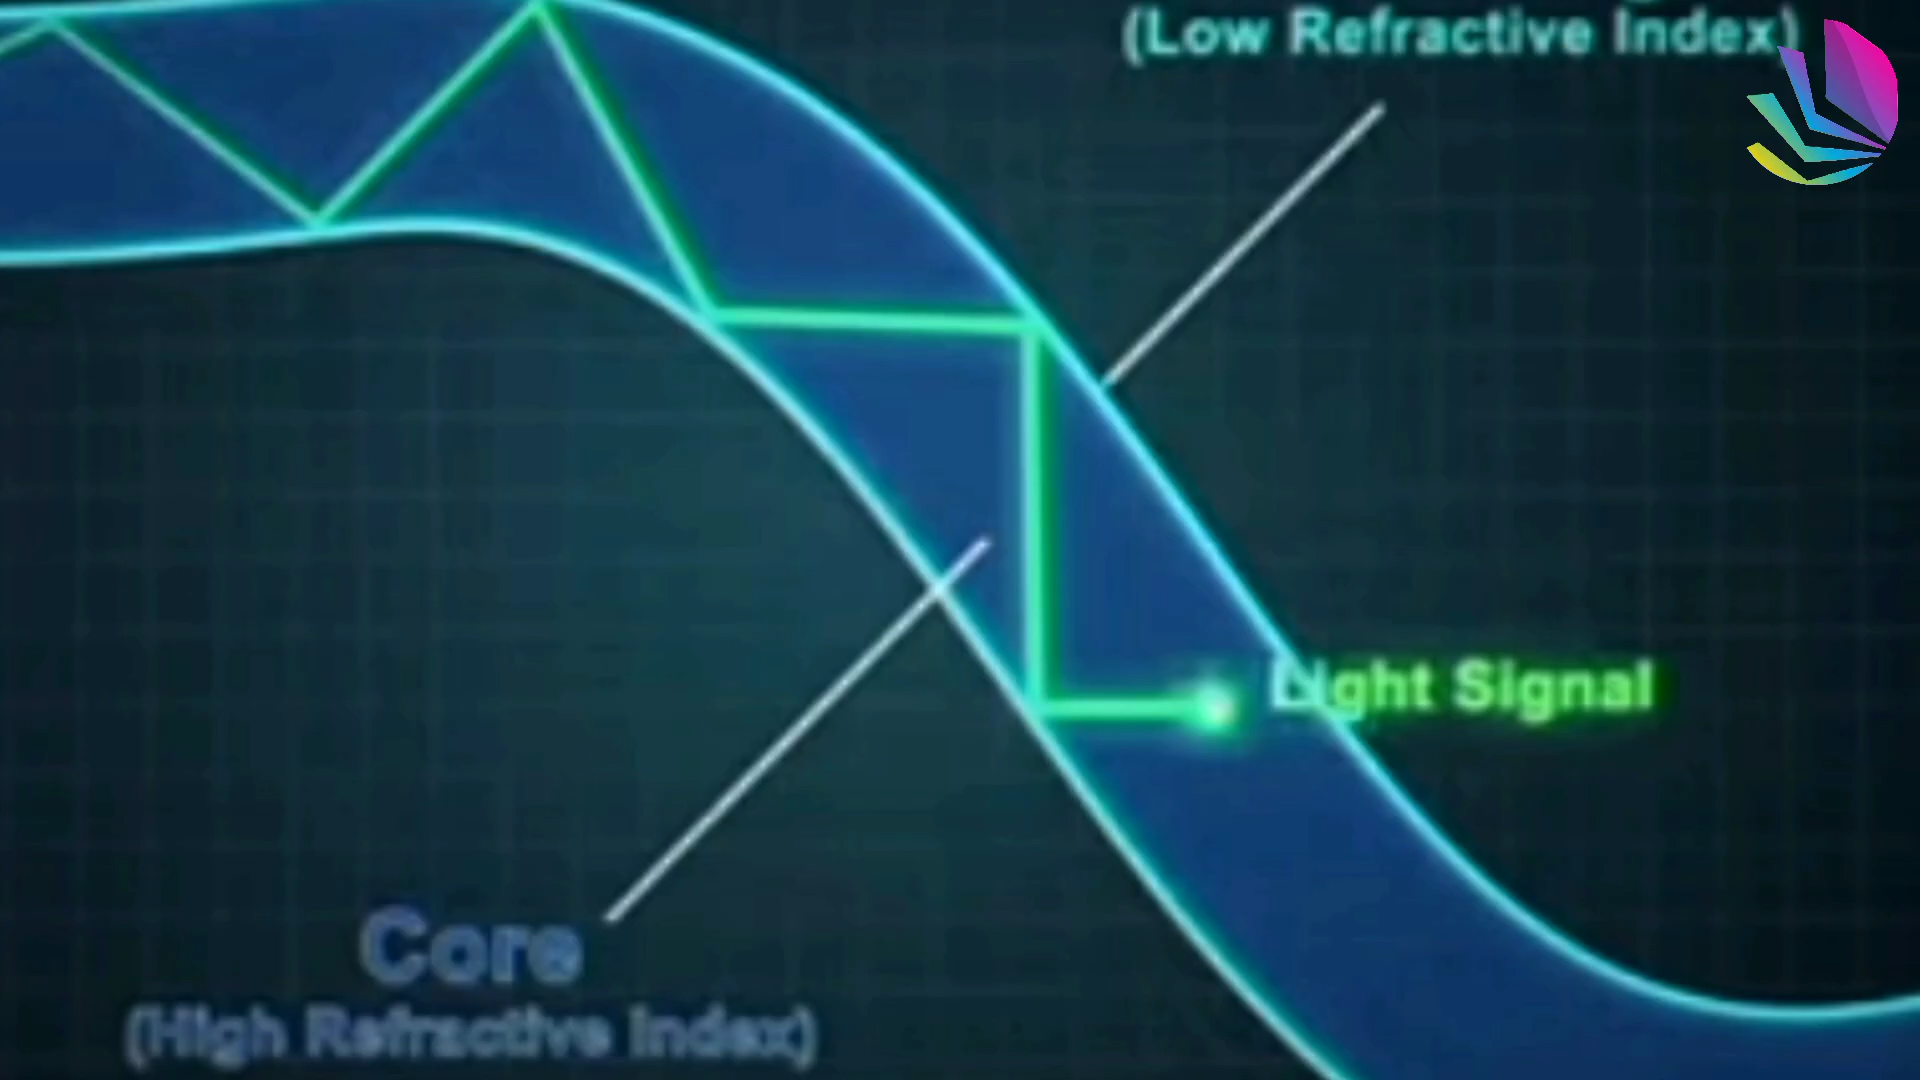 (Low Refractive Index)
Light Signal
Core
(High Refractive Index)